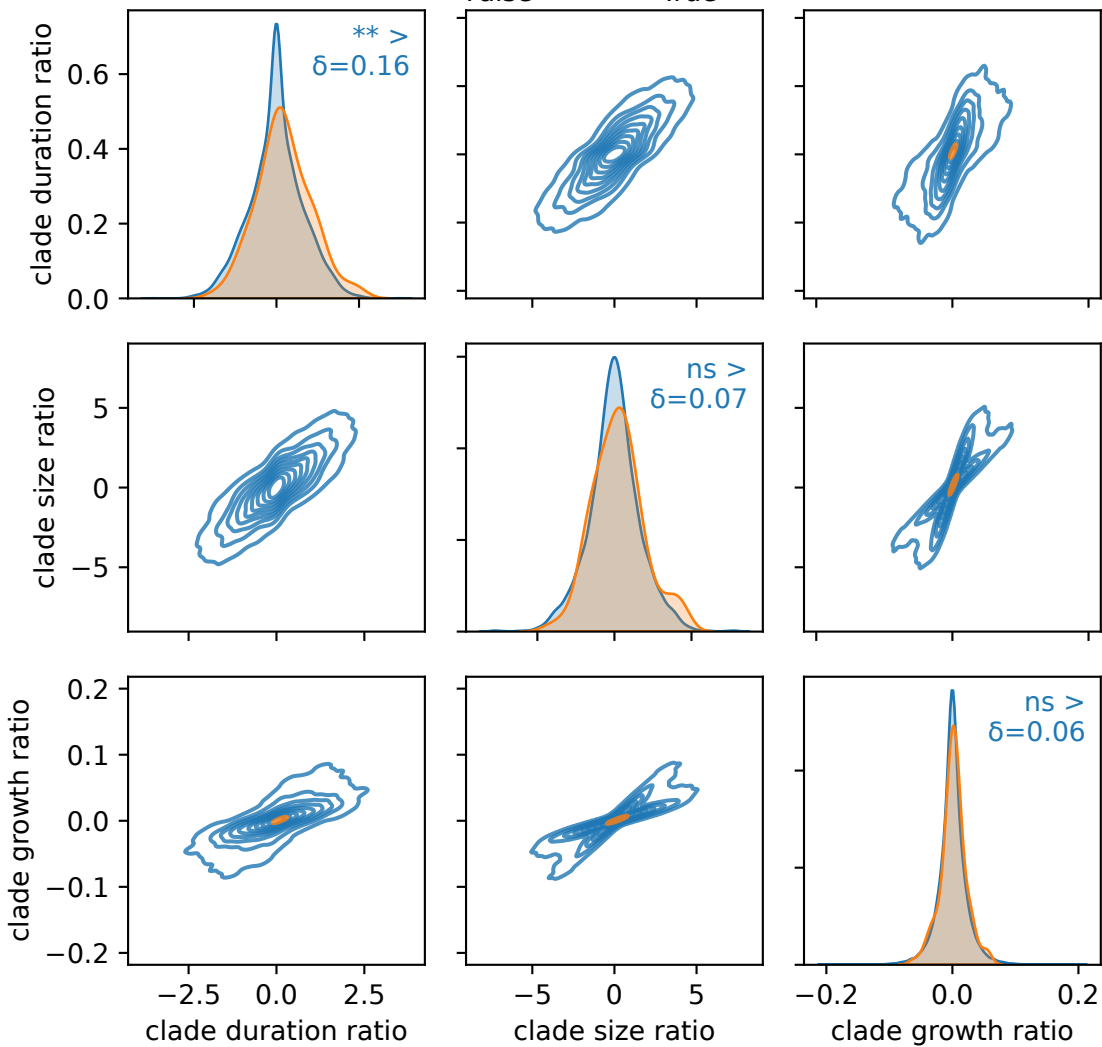 ** >
δ=0.16
clade duration ratio
0.6
0.4
0.2
0.0
ns >
δ=0.07
clade size ratio
5
0
−5
ns >
δ=0.06
clade growth ratio
0.2
0.1
0.0
−0.1
−0.2
−2.5 0.0 2.5 −5 0 5 −0.2 0.0 0.2
clade duration ratio clade size ratio clade growth ratio